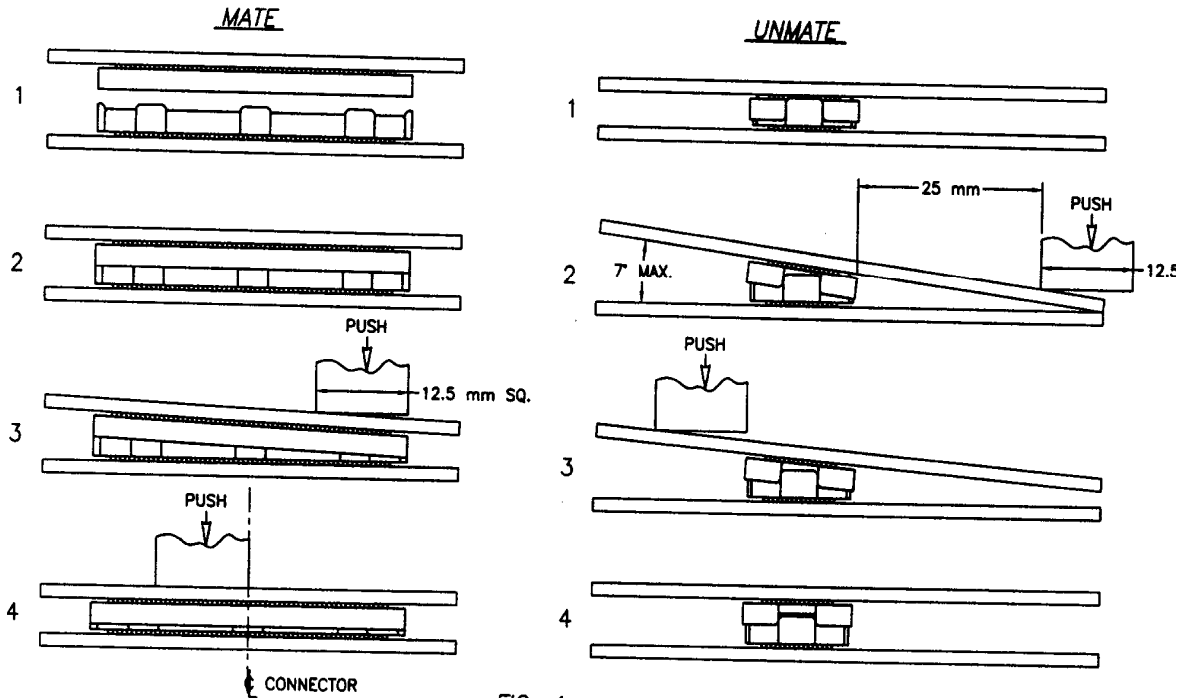 MATE
1
2
PUSH
12.5 mm SQ.
3
PUSH
4
℄ CONNECTOR
UNMATE
1
25 mm
PUSH
12.5
7° MAX.
2
PUSH
3
4